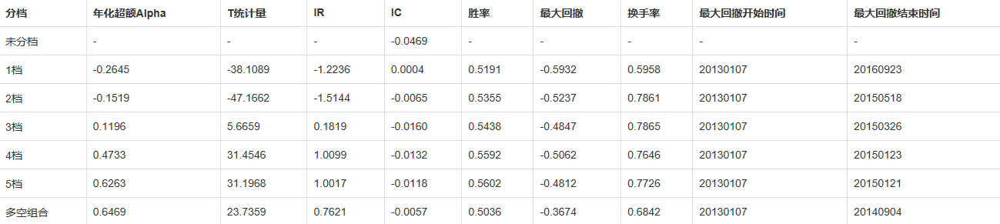 分档 年化超额Alpha T统计量 IR IC 胜率 最大回撤 换手率 最大回撤开始时间 最大回撤结束时间
未分档 - - - -0.0469 - - - - -
1档 -0.2645 -38.1089 -1.2236 0.0004 0.5191 -0.5932 0.5958 20130107 20160923
2档 -0.1519 -47.1662 -1.5144 -0.0065 0.5355 -0.5237 0.7861 20130107 20150518
3档 0.1196 5.6659 0.1819 -0.0160 0.5438 -0.4847 0.7865 20130107 20150326
4档 0.4733 31.4546 1.0099 -0.0132 0.5592 -0.5062 0.7646 20130107 20150123
5档 0.6263 31.1968 1.0017 -0.0118 0.5602 -0.4812 0.7726 20130107 20150121
多空组合 0.6469 23.7359 0.7621 -0.0057 0.5036 -0.3674 0.6842 20130107 20140904